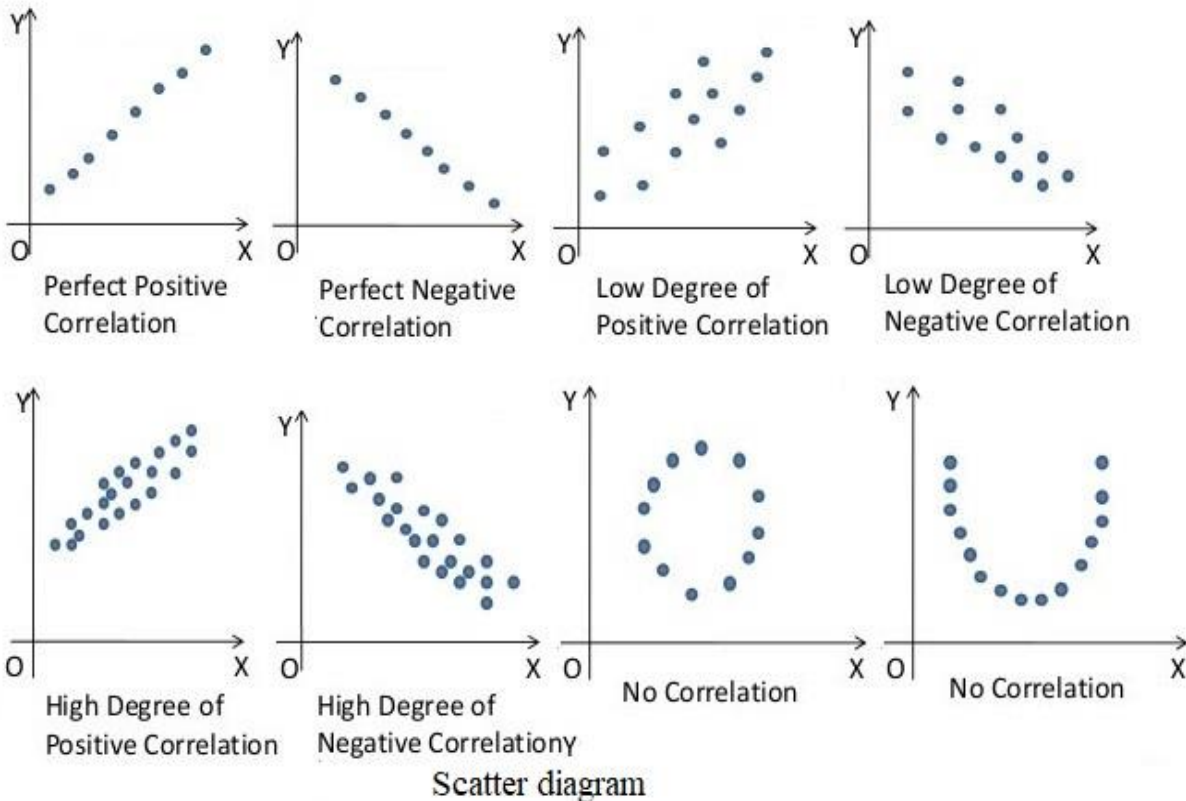 Y
O
X
Perfect Positive
Correlation
Y
O
X
Perfect Negative
Correlation
Y
O
X
Low Degree of
Positive Correlation
Y
O
X
Low Degree of
Negative Correlation
Y
O
X
High Degree of
Positive Correlation
Y
O
X
High Degree of
Negative CorrelationY
Y
O
X
No Correlation
Y
O
X
No Correlation
Scatter diagram